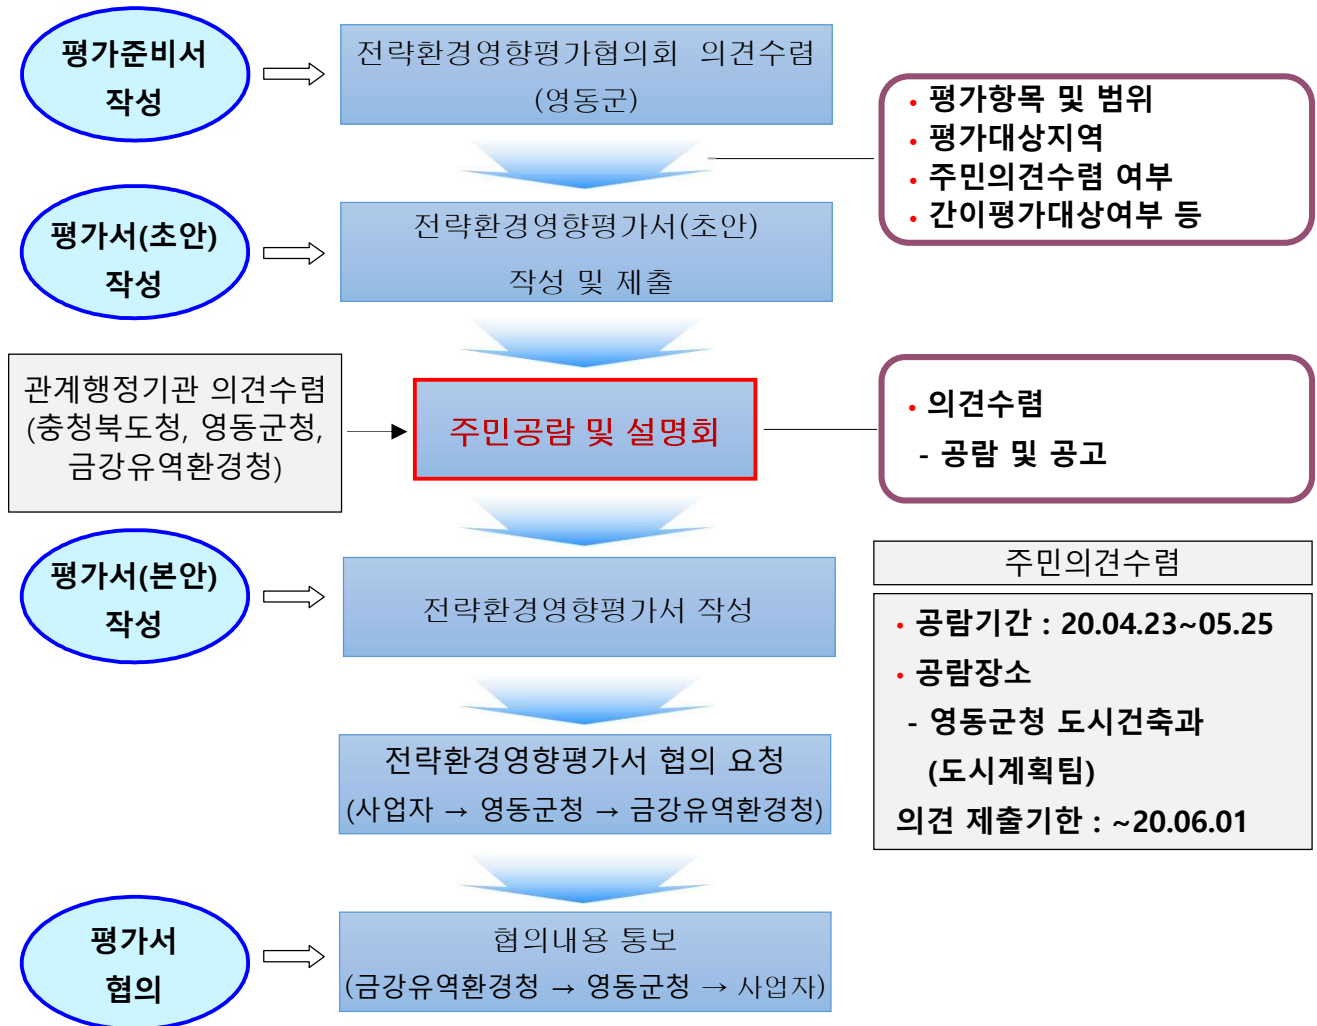 평가준비서
작성
전략환경영향평가협의회 의견수렴
(영동군)
• 평가항목 및 범위
• 평가대상지역
• 주민의견수렴 여부
• 간이평가대상여부 등
평가서(초안)
작성
전략환경영향평가서(초안)
작성 및 제출
관계행정기관 의견수렴
(충청북도청, 영동군청,
금강유역환경청)
주민공람 및 설명회
• 의견수렴
- 공람 및 공고
평가서(본안)
작성
전략환경영향평가서 작성
주민의견수렴
• 공람기간 : 20.04.23~05.25
• 공람장소
- 영동군청 도시건축과
(도시계획팀)
의견 제출기한 : ~20.06.01
전략환경영향평가서 협의 요청
(사업자 → 영동군청 → 금강유역환경청)
평가서
협의
협의내용 통보
(금강유역환경청 → 영동군청 → 사업자)